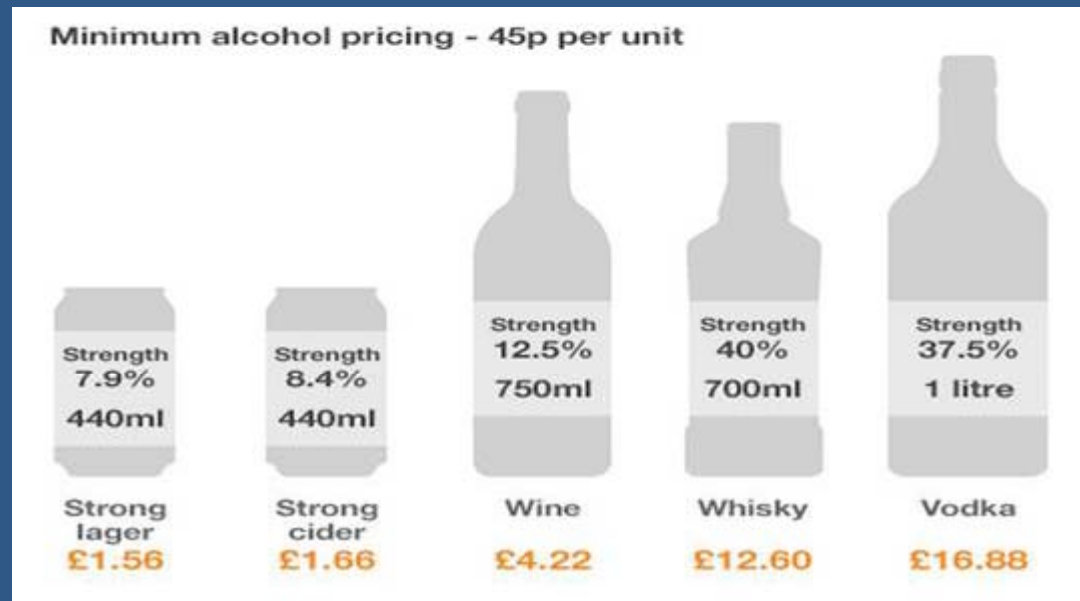 Minimum alcohol pricing - 45p per unit
Strength
7.9%
440ml
Strong
lager
£1.56
Strength
8.4%
440ml
Strong
cider
£1.66
Strength
12.5%
750ml
Wine
£4.22
Strength
40%
700ml
Whisky
£12.60
Strength
37.5%
1 litre
Vodka
£16.88